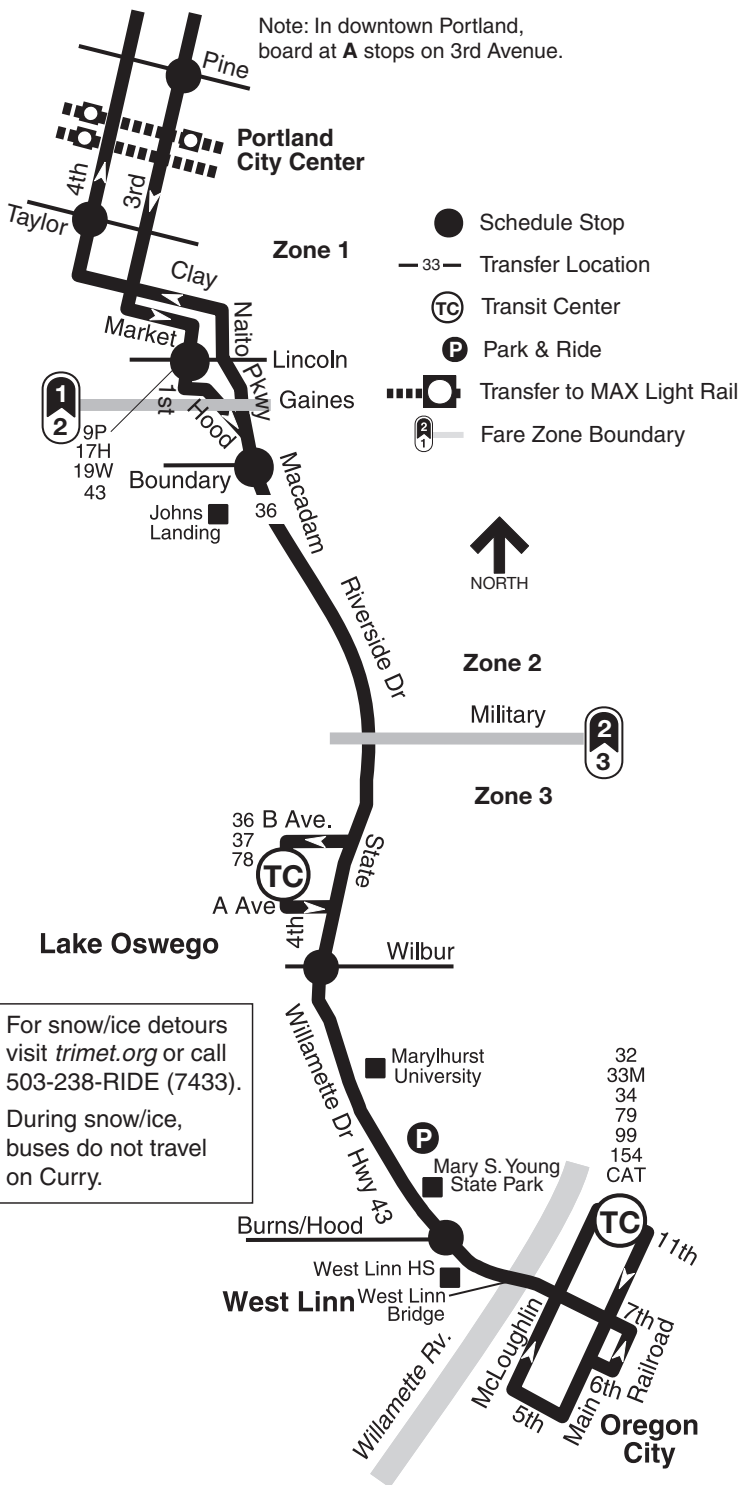 Note: In downtown Portland,
board at A stops on 3rd Avenue.
Pine
Portland
City Center
4th
3rd
Taylor
Zone 1
Clay
Market
Naito Pkwy
Lincoln
1st
Hood
Gaines
1
2
9P
17H
19W
43
Boundary
Macadam
Johns
Landing
36
Schedule Stop
33
Transfer Location
TC
Transit Center
P
Park & Ride
Transfer to MAX Light Rail
2
1
Fare Zone Boundary
NORTH
Riverside Dr
Zone 2
Military
2
3
Zone 3
36
37
78
B Ave.
TC
State
A Ave
4th
Lake Oswego
Wilbur
For snow/ice detours
visit trimet.org or call
503-238-RIDE (7433).
During snow/ice,
buses do not travel
on Curry.
Willamette Dr Hwy 43
Marylhurst
University
P
Mary S. Young
State Park
32
33M
34
79
99
154
CAT
TC
11th
Burns/Hood
West Linn HS
West Linn
West Linn
Bridge
Willamette Rv.
McLoughlin
7th
Railroad
6th
Main
5th
Oregon
City